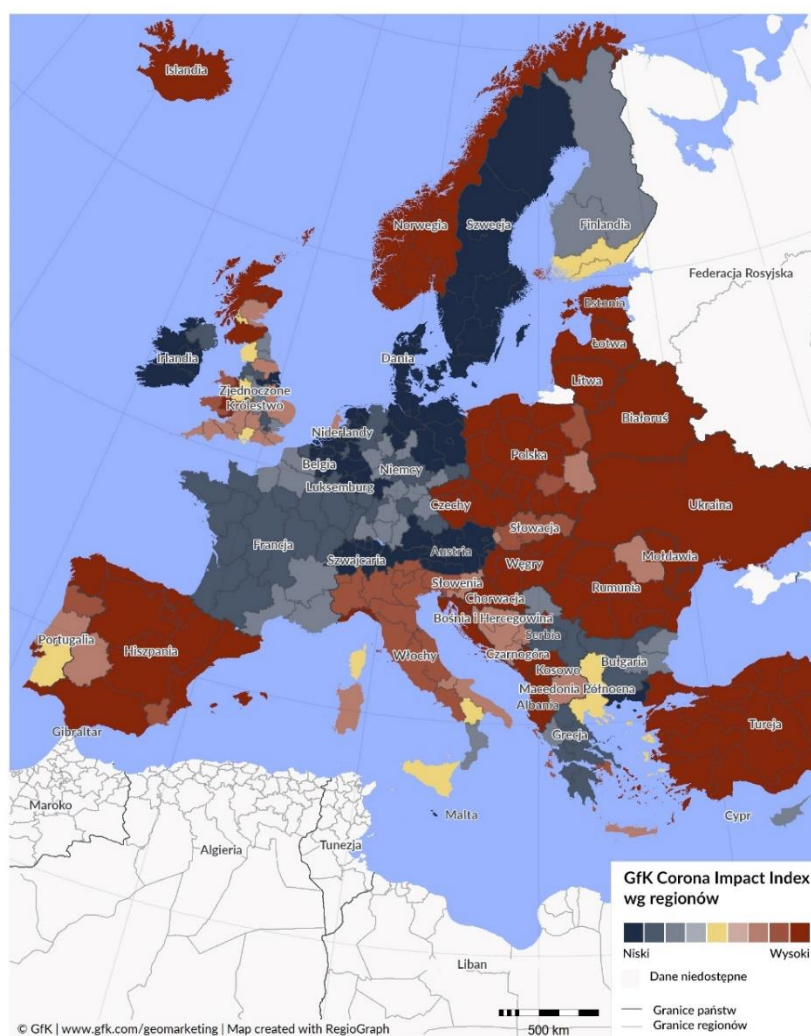 Islandia
Norwegia
Szwecja
Finlandia
Federacja Rosyjska
Estonia
Łotwa
Irlandia
Dania
Litwa
Zjednoczone
Królestwo
Białoruś
Niderlandy
Polska
Belgia
Niemcy
Luksemburg
Czechy
Ukraina
Słowacja
Francja
Austria
Mołdawia
Szwajcaria
Węgry
Słowenia
Rumunia
Chorwacja
Bośnia i Hercegowina
Serbia
Portugalia
Hiszpania
Włochy
Czarnogóra
Kosowo
Bułgaria
Macedonia Północna
Albania
Turcja
Gibraltar
Grecja
Maroko
Malta
Cypr
Algieria
Tunezja
Liban
GfK Corona Impact Index
wg regionów
Niski Wysoki
Dane niedostępne
Granice państw
Granice regionów
500 km
© GfK | www.gfk.com/geomarketing | Map created with RegioGraph